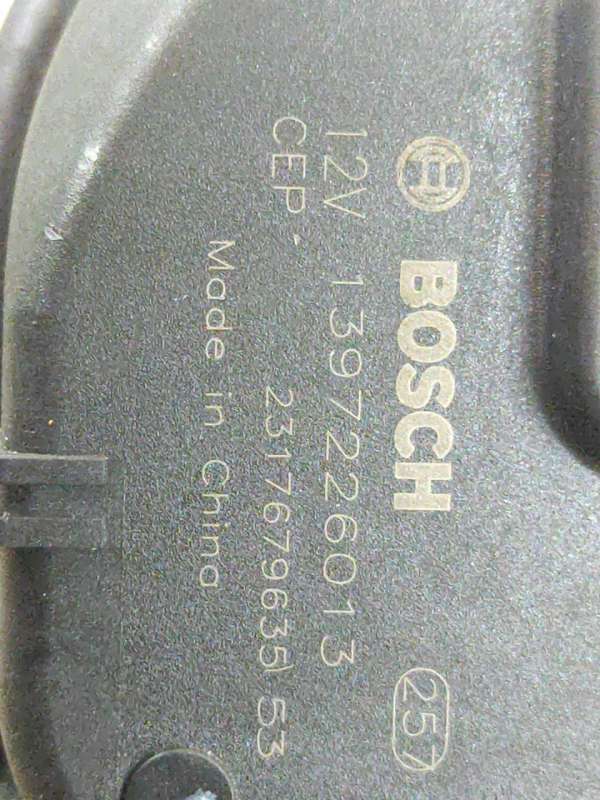 BOSCH 257
12V 1397226013
CEP. 2317679635 53
Made in China